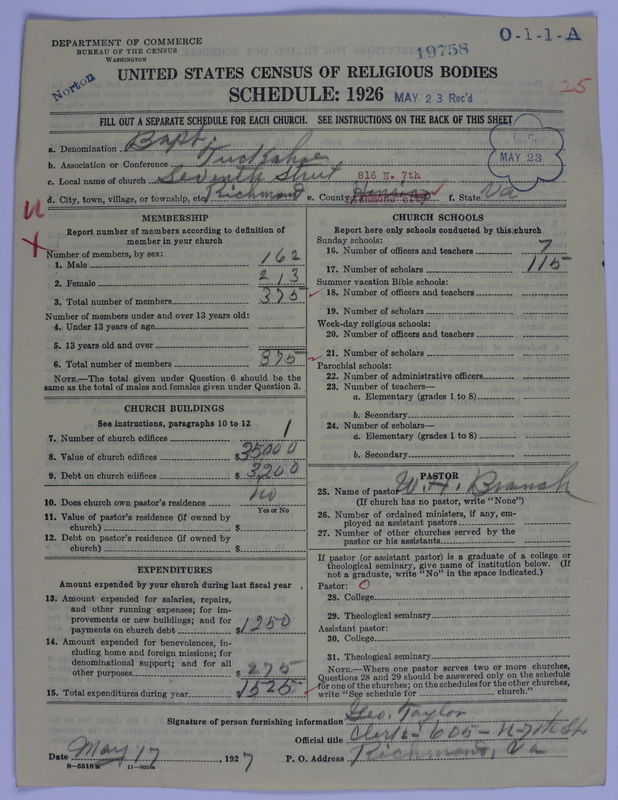 DEPARTMENT OF COMMERCE
BUREAU OF THE CENSUS
WASHINGTON
Norton
19758
O-1-1-A
UNITED STATES CENSUS OF RELIGIOUS BODIES
SCHEDULE: 1926 MAY 23 Rec'd
25
FILL OUT A SEPARATE SCHEDULE FOR EACH CHURCH. SEE INSTRUCTIONS ON THE BACK OF THIS SHEET
MAY 23
a. Denomination Bapt.
b. Association or Conference Tuckahoe
c. Local name of church Seventh Street 816 N. 7th
d. City, town, village, or township, etc. Richmond e. County Richmond City f. State Va
MEMBERSHIP
Report number of members according to definition of
member in your church
Number of members, by sex:
1. Male 162
2. Female 213
3. Total number of members 375
Number of members under and over 13 years old:
4. Under 13 years of age
5. 13 years old and over
6. Total number of members 375
NOTE.—The total given under Question 6 should be the
same as the total of males and females given under Question 3.
CHURCH BUILDINGS
See instructions, paragraphs 10 to 12
7. Number of church edifices 1
8. Value of church edifices $35000
9. Debt on church edifices $3200
10. Does church own pastor's residence no
Yes or No
11. Value of pastor's residence (if owned by
church) $
12. Debt on pastor's residence (if owned by
church) $
EXPENDITURES
Amount expended by your church during last fiscal year
13. Amount expended for salaries, repairs,
and other running expenses; for im-
provements or new buildings; and for
payments on church debt $1250
14. Amount expended for benevolences, in-
cluding home and foreign missions; for
denominational support; and for all
other purposes $275
15. Total expenditures during year 1525
CHURCH SCHOOLS
Report here only schools conducted by this church
Sunday schools:
16. Number of officers and teachers 7
17. Number of scholars 115
Summer vacation Bible schools:
18. Number of officers and teachers
19. Number of scholars
Week-day religious schools:
20. Number of officers and teachers
21. Number of scholars
Parochial schools:
22. Number of administrative officers
23. Number of teachers—
a. Elementary (grades 1 to 8)
b. Secondary
24. Number of scholars—
a. Elementary (grades 1 to 8)
b. Secondary
PASTOR
25. Name of pastor W. H. Branch
(If church has no pastor, write "None")
26. Number of ordained ministers, if any, em-
ployed as assistant pastors
27. Number of other churches served by the
pastor or his assistants
If pastor (or assistant pastor) is a graduate of a college or
theological seminary, give name of institution below. (If
not a graduate, write "No" in the space indicated.)
Pastor: O
28. College
29. Theological seminary
Assistant pastor:
30. College
31. Theological seminary
NOTE.—Where one pastor serves two or more churches,
Questions 28 and 29 should be answered only on the schedule
for one of the churches; on the schedules for the other churches,
write "See schedule for church."
Signature of person furnishing information Geo. Taylor
Official title Clerk - 605 - N-7th St
Date May 17, 1927 P. O. Address Richmond, Va
8-5518a 11-9051a